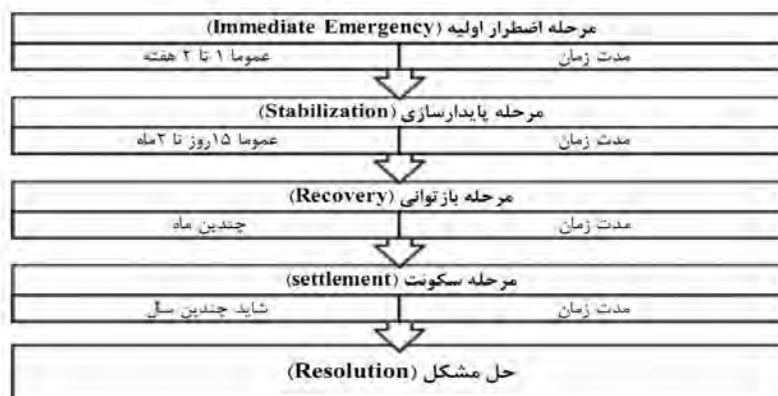 مرحله اضطرار اولیه (Immediate Emergency)
مدت زمان عموما ۱ تا ۲ هفته
مرحله پایدارسازی (Stabilization)
مدت زمان عموما ۱۵روز تا ۲ماه
مرحله بازتوانی (Recovery)
مدت زمان چندین ماه
مرحله سکونت (settlement)
مدت زمان شاید چندین سال
حل مشکل (Resolution)